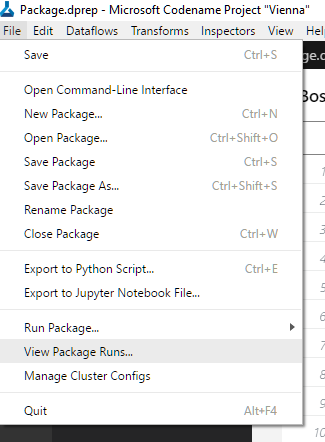 Package.dprep - Microsoft Codename Project "Vienna"
File Edit Dataflows Transforms Inspectors View Hel
Save Ctrl+S
Open Command-Line Interface
New Package... Ctrl+N
Open Package... Ctrl+Shift+O
Save Package Ctrl+S
Save Package As... Ctrl+Shift+S
Rename Package
Close Package Ctrl+W
Export to Python Script... Ctrl+E
Export to Jupyter Notebook File...
Run Package...
View Package Runs...
Manage Cluster Configs
Quit Alt+F4
ge.d
Bos
1
2
3
4
5
6
7
8
9
10